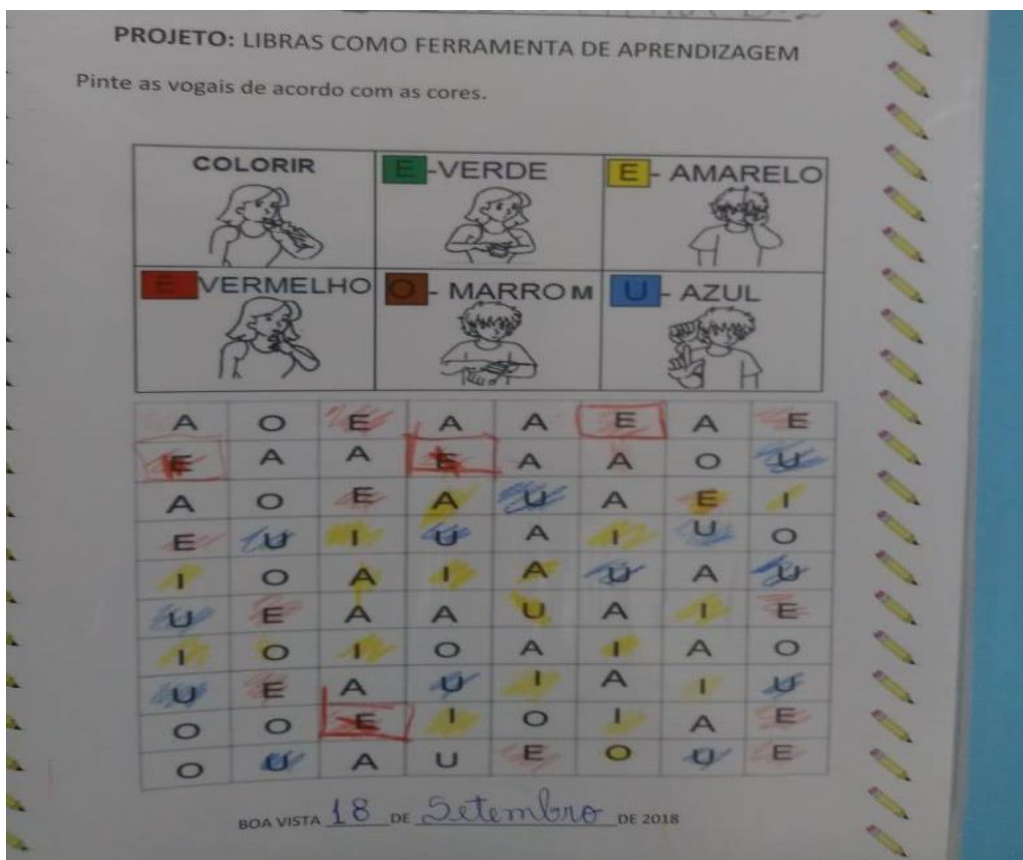 PROJETO: LIBRAS COMO FERRAMENTA DE APRENDIZAGEM
Pinte as vogais de acordo com as cores.
COLORIR E -VERDE E - AMARELO
E VERMELHO O - MARROM U - AZUL
A O E A A E A E
E A A E A A O U
A O E A U A E I
E U I U A I U O
I O A I A U A U
U E A A U A I E
I O I O A I A O
U E A U I A I U
O O E I O I A E
O U A U E O U E
BOA VISTA 18 DE Setembro DE 2018